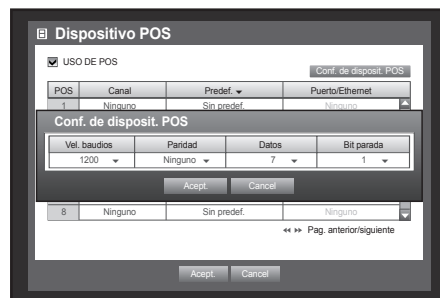 Dispositivo POS
USO DE POS
Conf. de disposit. POS
POS Canal Predef. Puerto/Ethernet
1 Ninguno Sin predef. Ninguno
Conf. de disposit. POS
Vel. baudios Paridad Datos Bit parada
1200 Ninguno 7 1
Acept. Cancel
8 Ninguno Sin predef. Ninguno
Pag. anterior/siguiente
Acept. Cancel